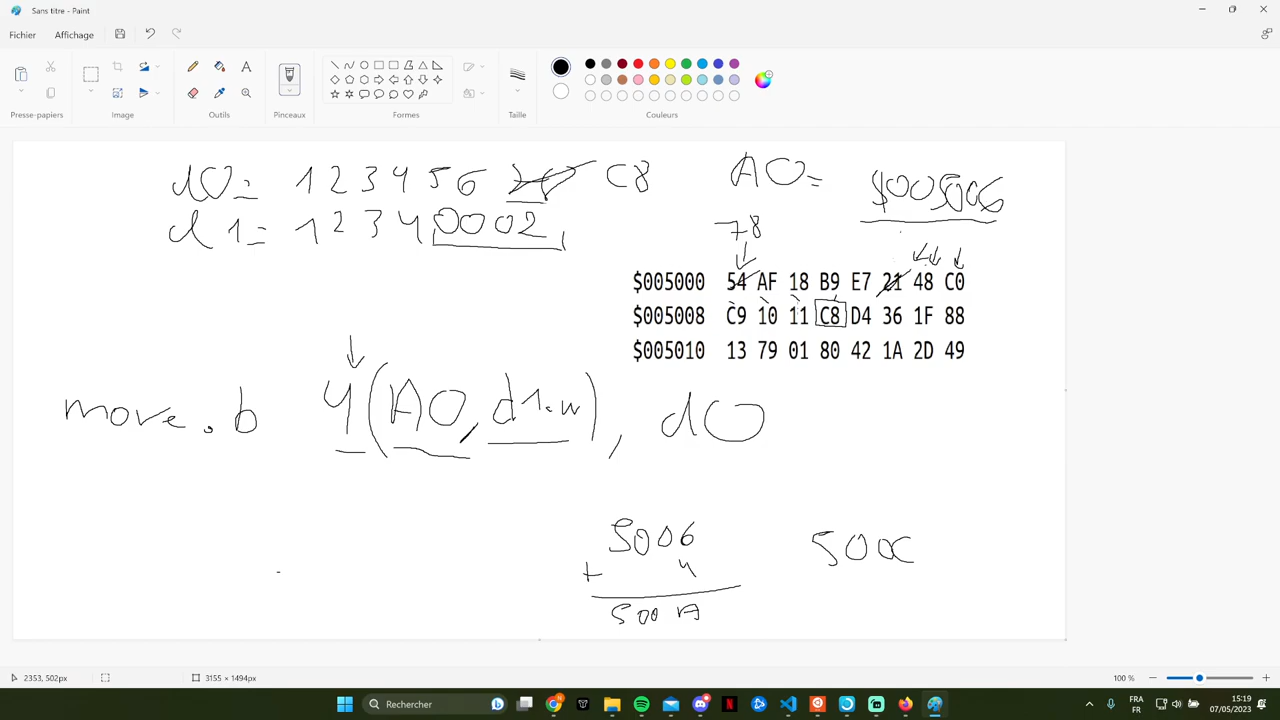 Sans titre - Paint
Fichier Affichage
Presse-papiers Image Outils Pinceaux Formes Taille Couleurs
d0= 123456 C8
A0= $005006
d1= 12340002
78
$005000 54 AF 18 B9 E7 21 48 C0
$005008 C9 10 11 C8 D4 36 1F 88
$005010 13 79 01 80 42 1A 2D 49
move.b 4(A0,d1.w), d0
5006
+ 4
500A
500C
2353, 502px
3155 × 1494px
100 %
Rechercher
FRA
FR
15:19
07/05/2023